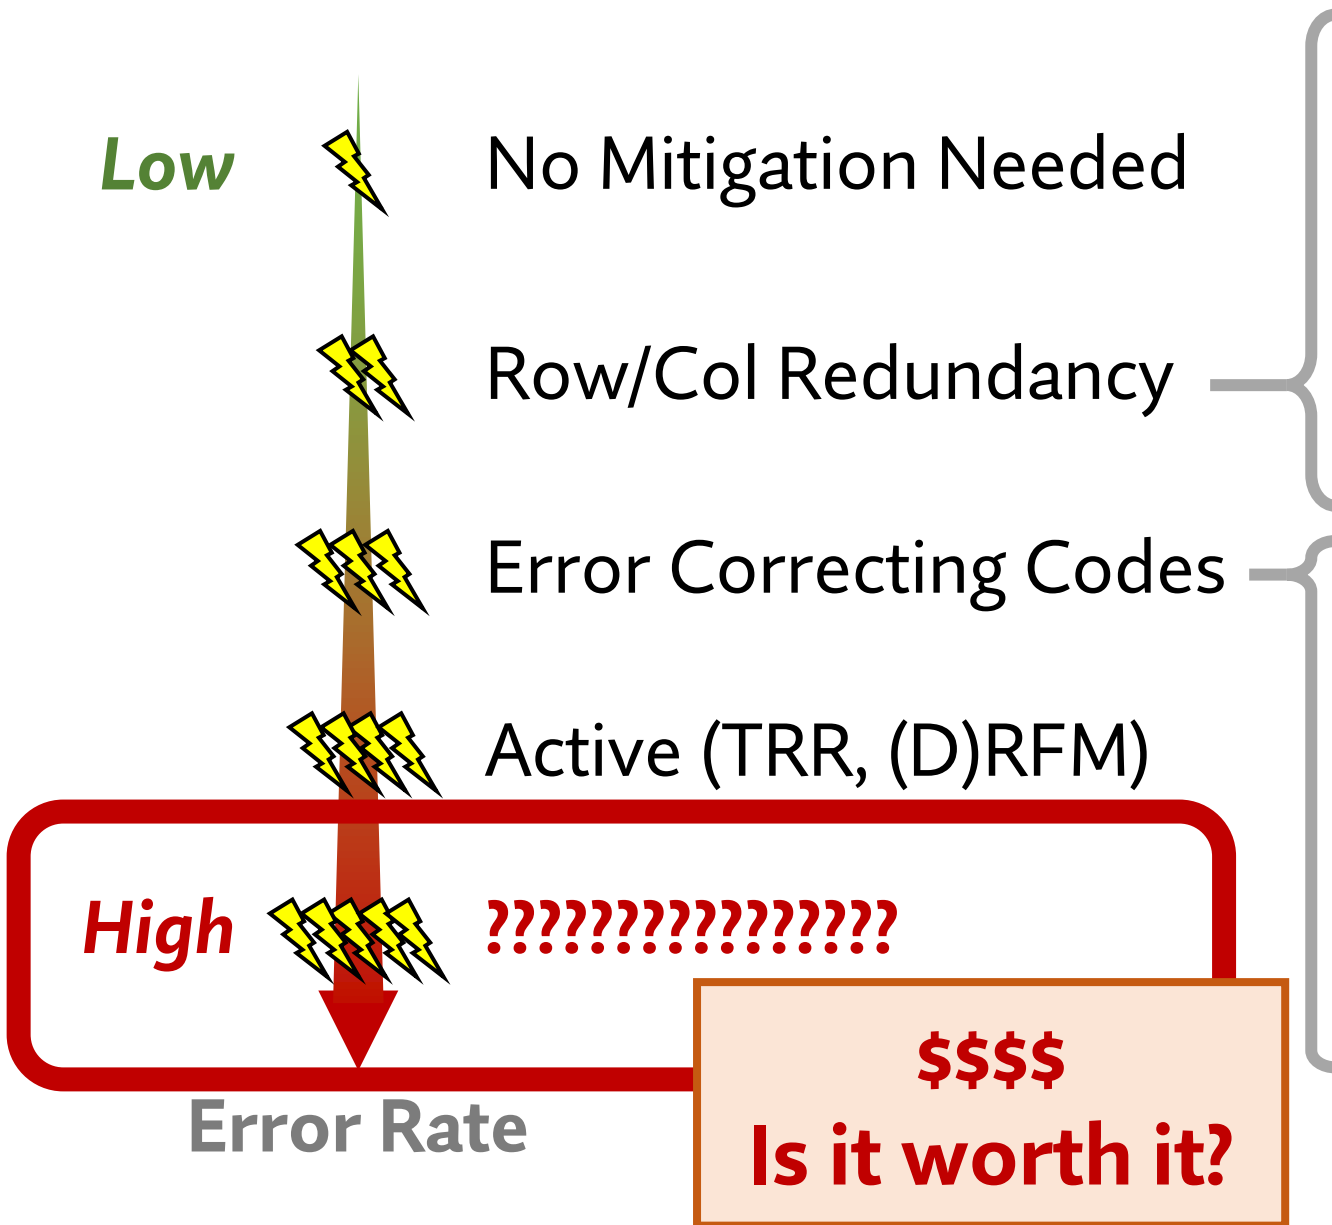 Low
No Mitigation Needed
Row/Col Redundancy
Error Correcting Codes
Active (TRR, (D)RFM)
High
????????????????
$$$$
Is it worth it?
Error Rate